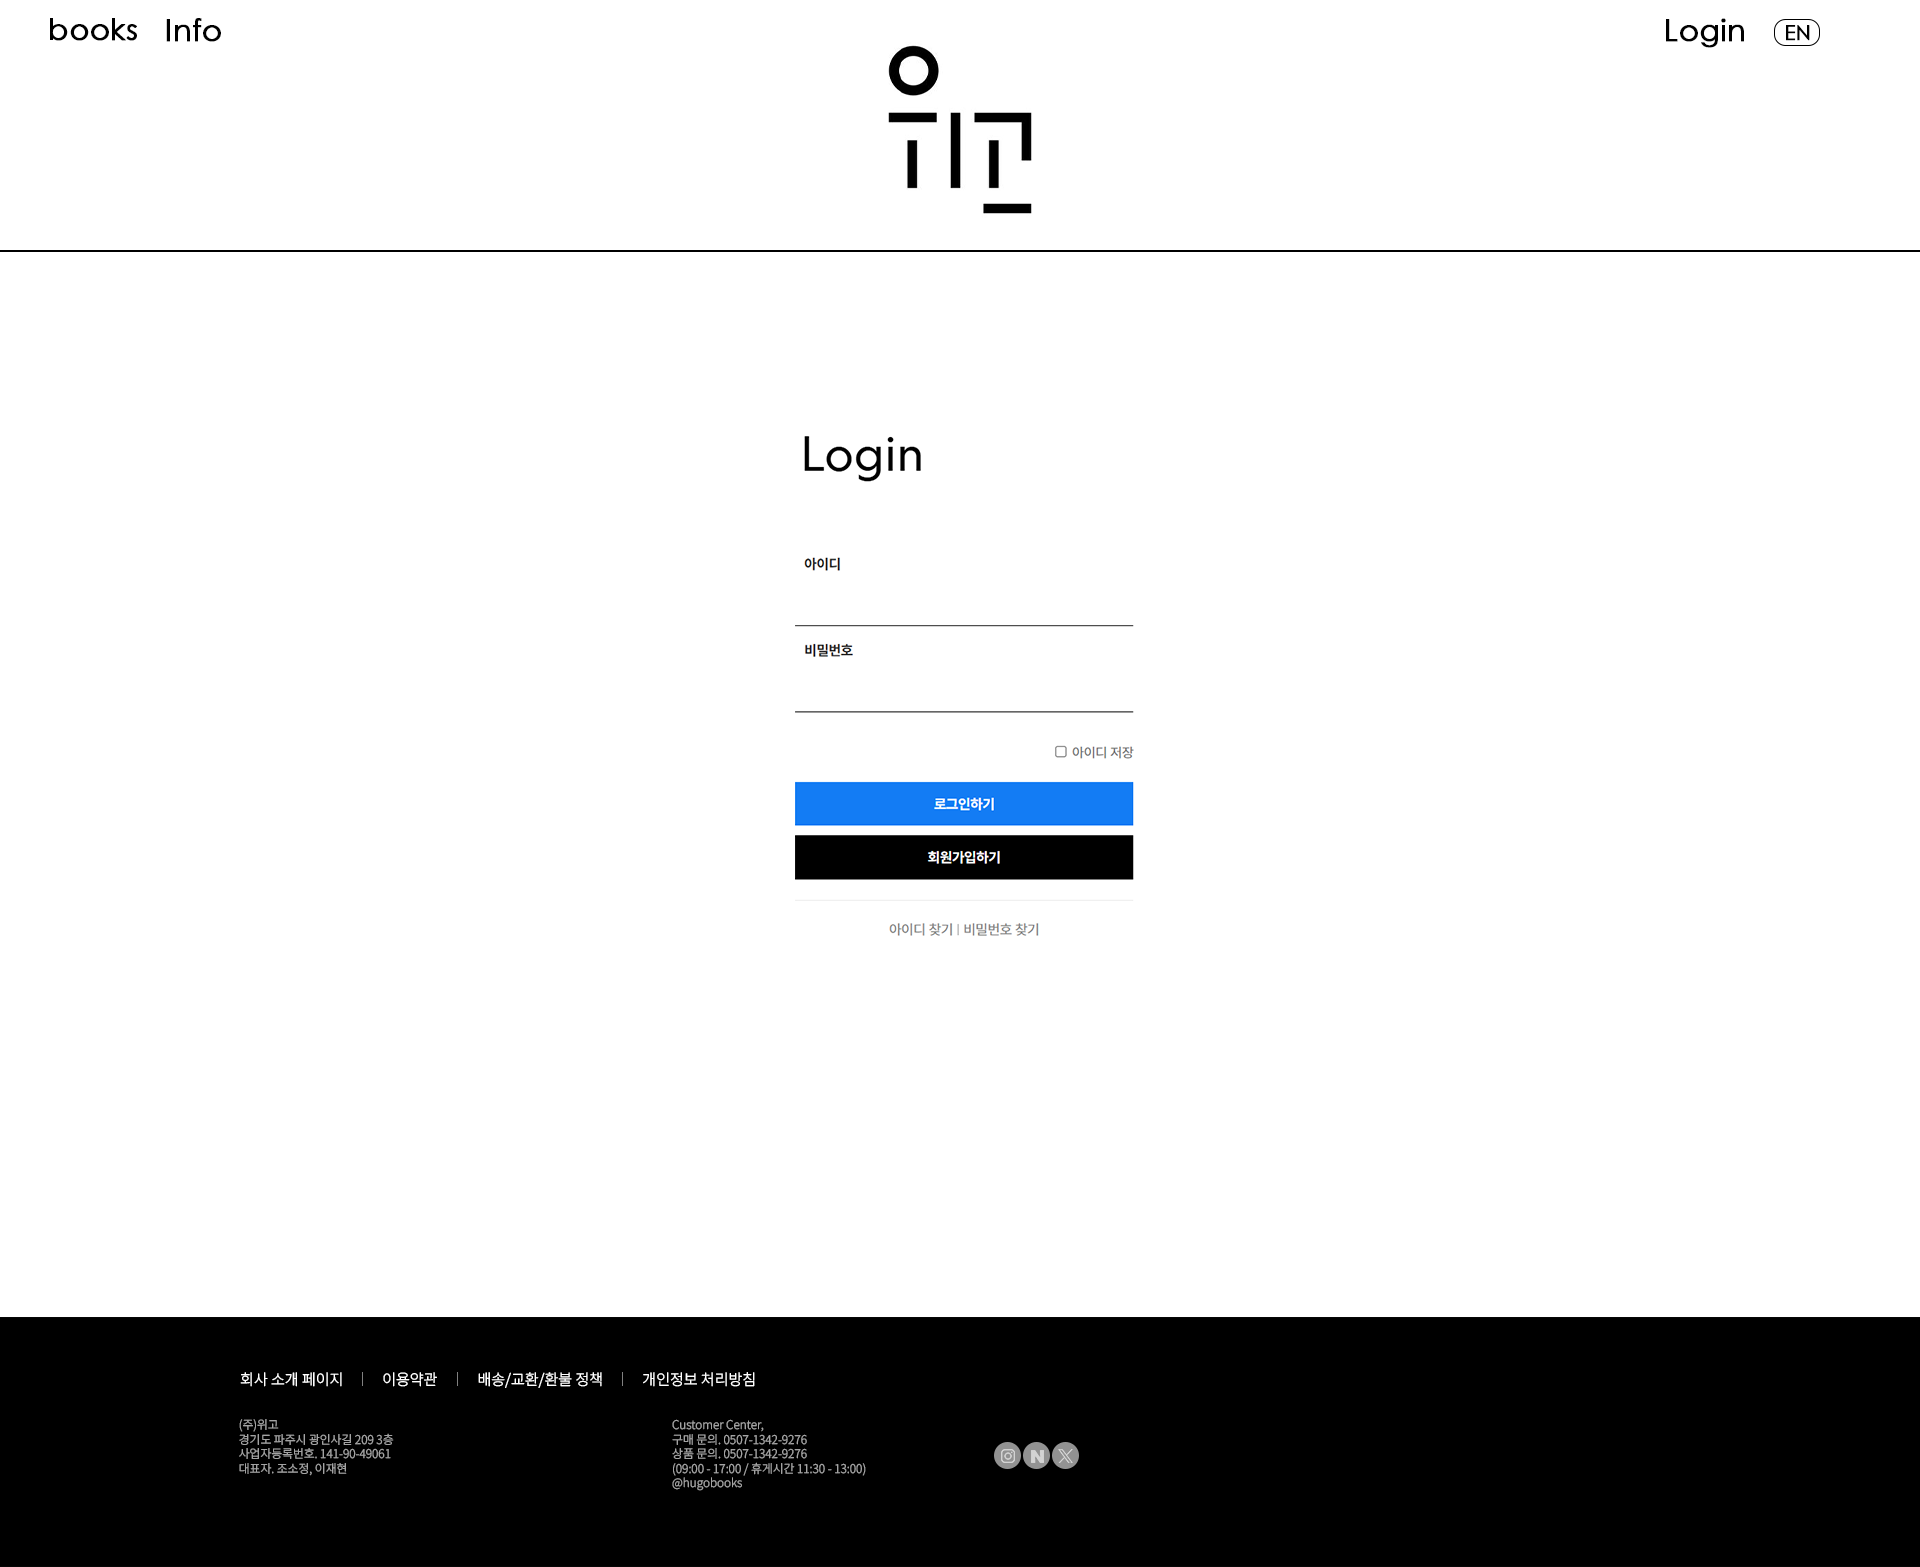 books Info Login EN
위고
Login
아이디
비밀번호
아이디 저장
로그인하기
회원가입하기
아이디 찾기 | 비밀번호 찾기
회사 소개 페이지 | 이용약관 | 배송/교환/환불 정책 | 개인정보 처리방침
(주)위고
경기도 파주시 광인사길 209 3층
사업자등록번호. 141-90-49061
대표자. 조소정, 이재현
Customer Center,
구매 문의. 0507-1342-9276
상품 문의. 0507-1342-9276
(09:00 - 17:00 / 휴게시간 11:30 - 13:00)
@hugobooks
N X